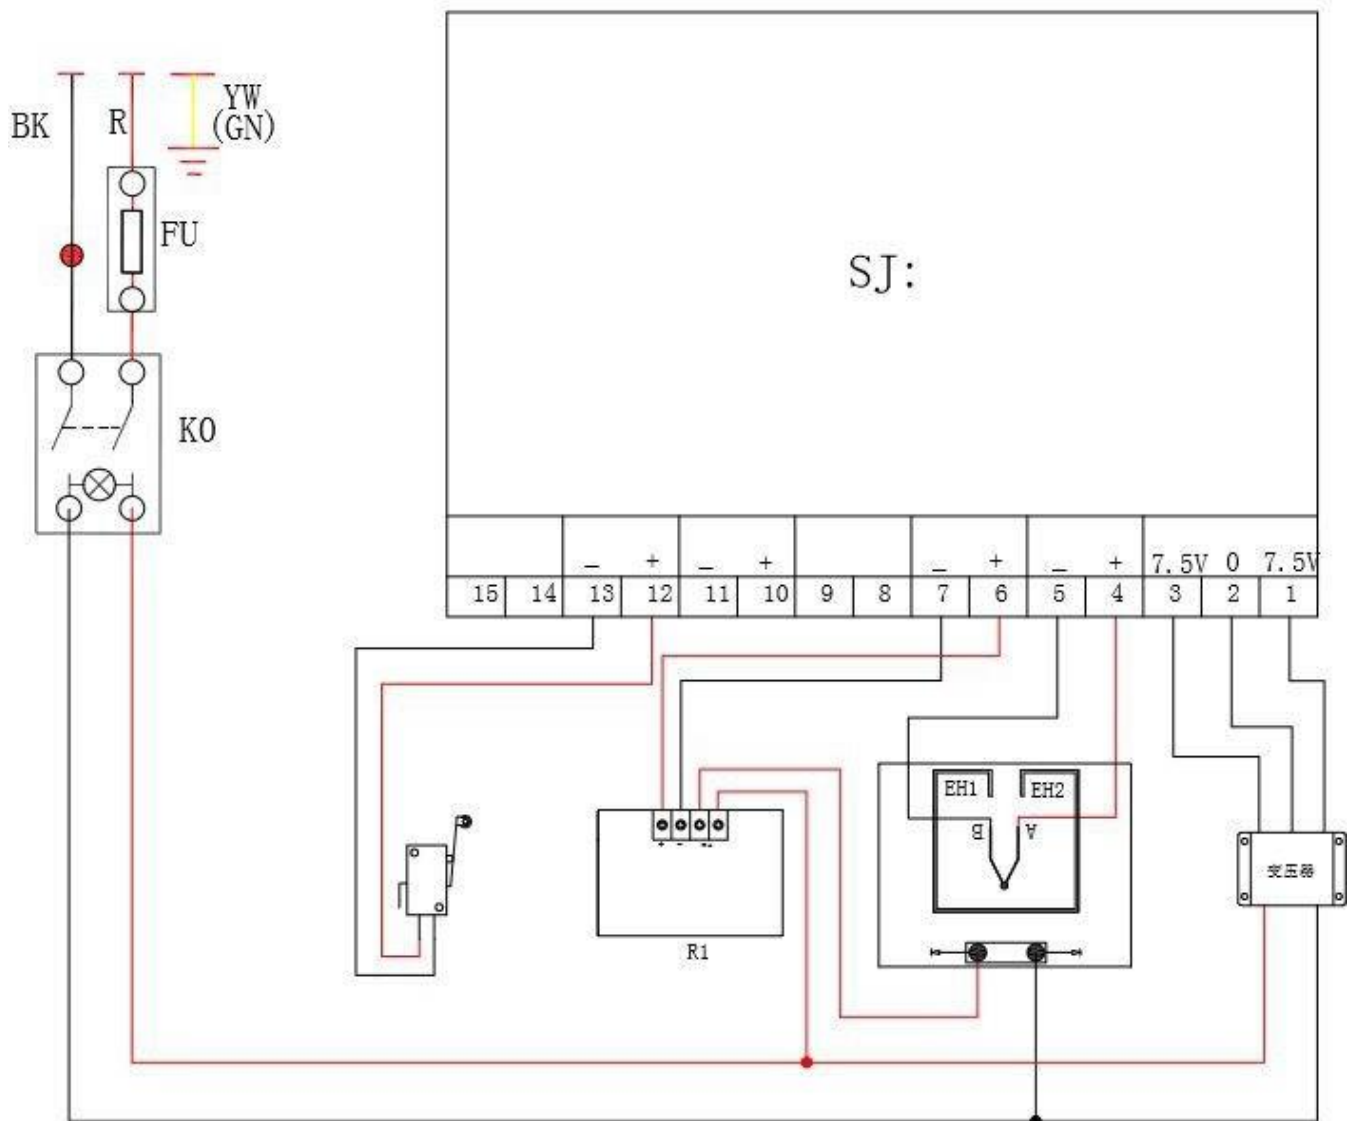 BK
R
YW
(GN)
FU
K0
SJ:
− + − + − + − + 7.5V 0 7.5V
15 14 13 12 11 10 9 8 7 6 5 4 3 2 1
EH1 EH2
B A
+ -
R1
变压器